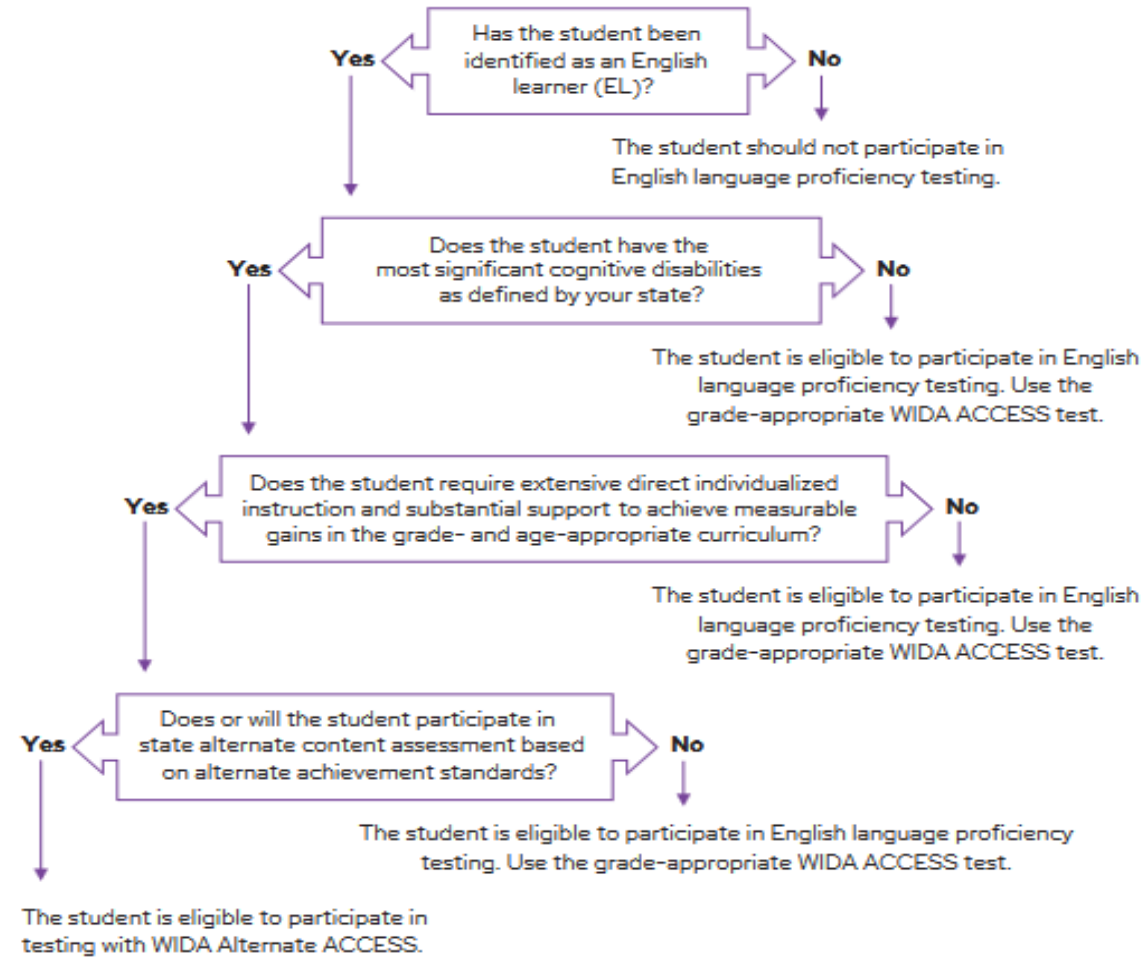 Has the student been
identified as an English
learner (EL)?
Yes
No
The student should not participate in
English language proficiency testing.
Does the student have the
most significant cognitive disabilities
as defined by your state?
Yes
No
The student is eligible to participate in English
language proficiency testing. Use the
grade-appropriate WIDA ACCESS test.
Does the student require extensive direct individualized
instruction and substantial support to achieve measurable
gains in the grade- and age-appropriate curriculum?
Yes
No
The student is eligible to participate in English
language proficiency testing. Use the
grade-appropriate WIDA ACCESS test.
Does or will the student participate in
state alternate content assessment based
on alternate achievement standards?
Yes
No
The student is eligible to participate in English language proficiency
testing. Use the grade-appropriate WIDA ACCESS test.
The student is eligible to participate in
testing with WIDA Alternate ACCESS.